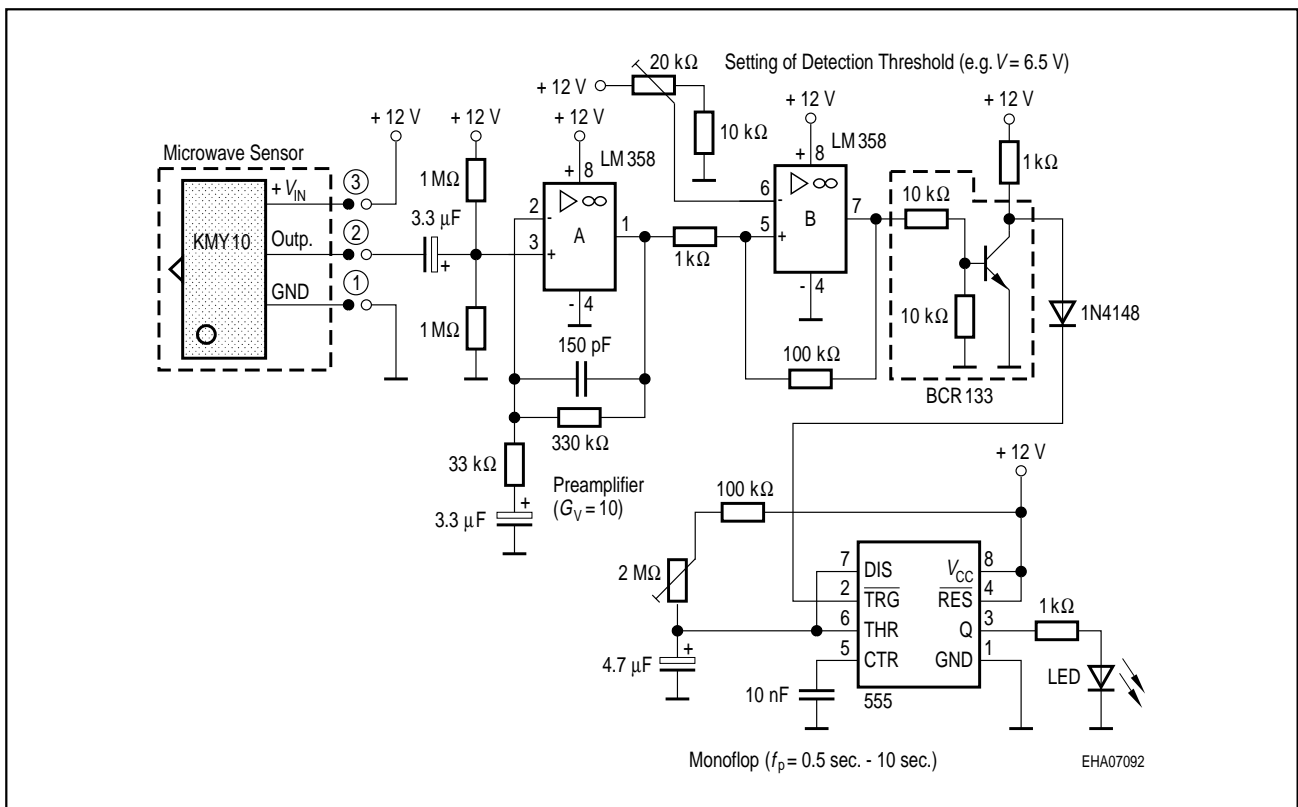 20 kΩ
Setting of Detection Threshold (e.g. V = 6.5 V)
+ 12 V
+ 12 V
+ 12 V
+ 12 V
+ 12 V
+ 12 V
10 kΩ
LM 358
LM 358
1 kΩ
Microwave Sensor
1 MΩ
+ VIN
3
+
8
▷ ∞
+
8
▷ ∞
10 kΩ
3.3 µF
2
-
6
-
KMY10
Outp.
2
A
1
B
7
+
3
+
1 kΩ
5
+
GND
1
-
4
-
4
1 MΩ
10 kΩ
1N4148
150 pF
100 kΩ
BCR 133
330 kΩ
33 kΩ
+ 12 V
Preamplifier
(GV = 10)
100 kΩ
+
3.3 µF
2 MΩ
7
DIS
VCC
8
2
TRG
RES
4
1 kΩ
6
THR
Q
3
+
4.7 µF
5
CTR
GND
1
LED
10 nF
555
Monoflop (fp = 0.5 sec. - 10 sec.)
EHA07092